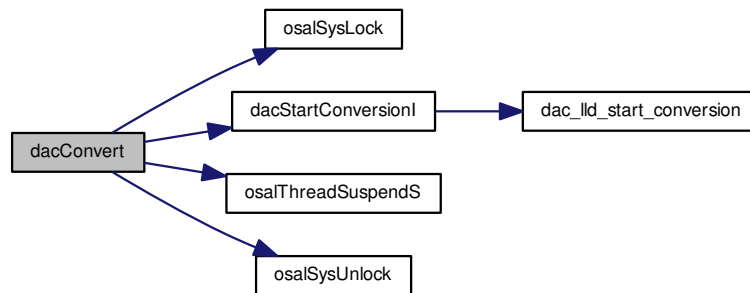 osalSysLock
dacStartConversionI
dac_lld_start_conversion
dacConvert
osalThreadSuspendS
osalSysUnlock